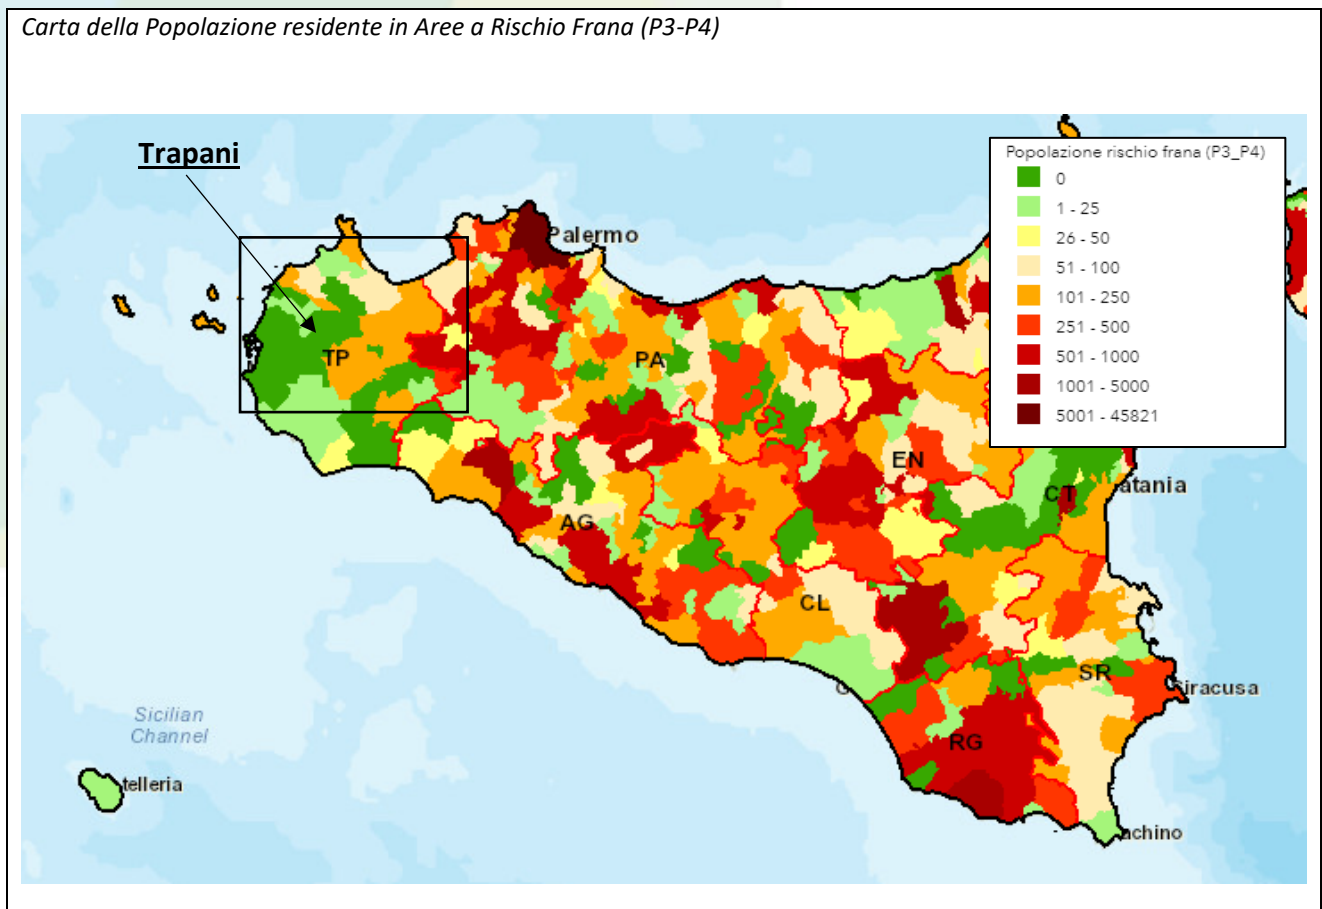 Carta della Popolazione residente in Aree a Rischio Frana (P3-P4)
Trapani
Popolazione rischio frana (P3_P4)
0
1 - 25
26 - 50
51 - 100
101 - 250
251 - 500
501 - 1000
1001 - 5000
5001 - 45821
Palermo
TP
PA
EN
CT
atania
AG
CL
SR
iracusa
RG
Sicilian
Channel
telleria
achino